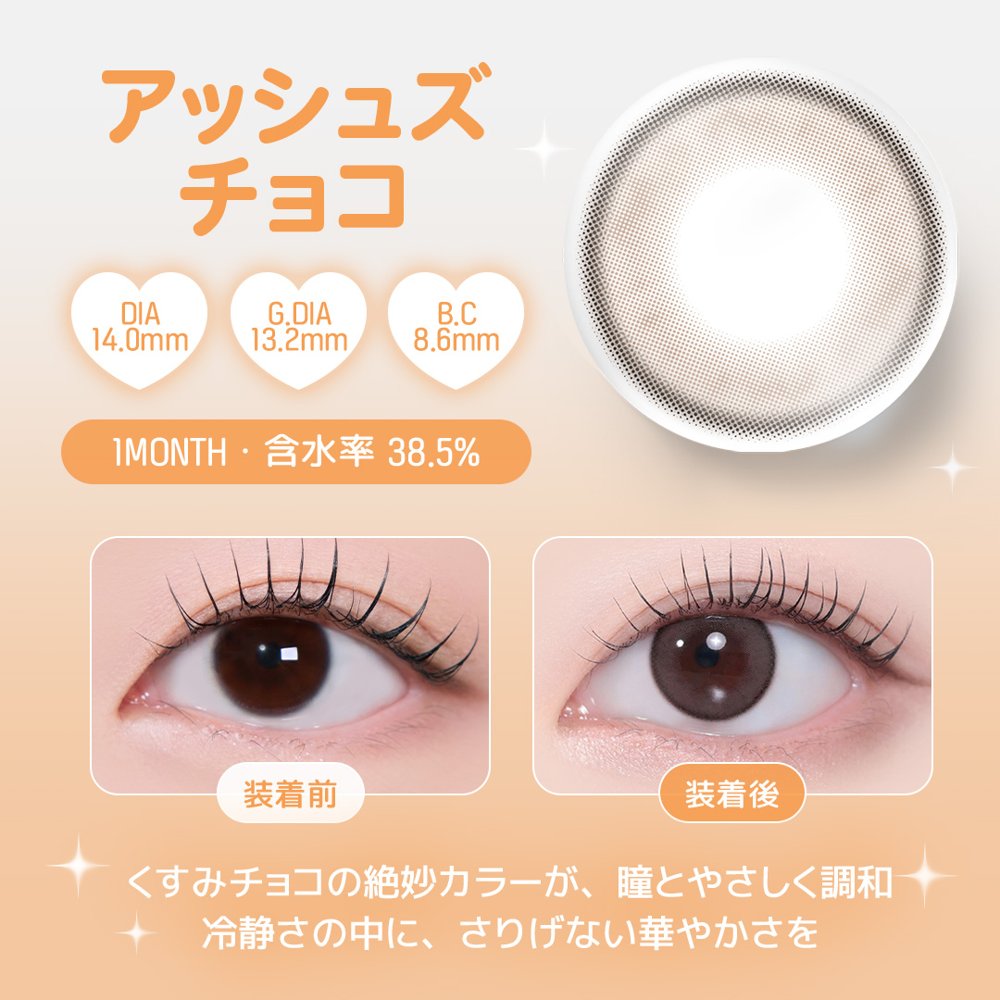 アッシュズ
チョコ
DIA
14.0mm
G.DIA
13.2mm
B.C
8.6mm
1MONTH・含水率 38.5%
装着前
装着後
くすみチョコの絶妙カラーが、瞳とやさしく調和
冷静さの中に、さりげない華やかさを